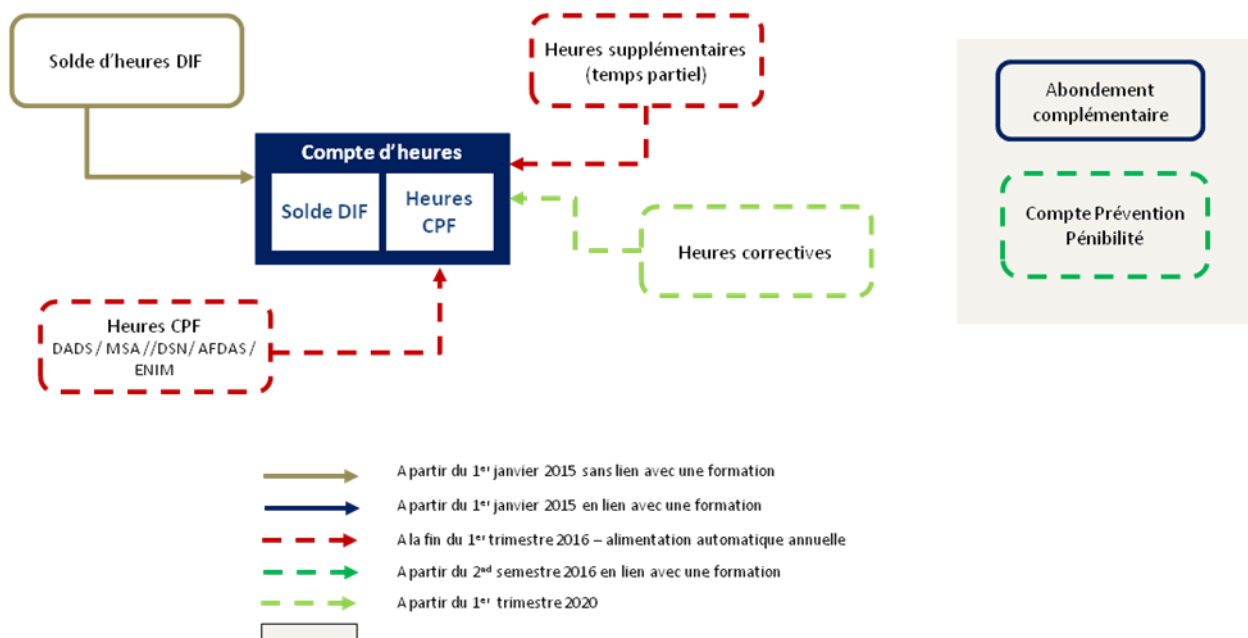 Solde d'heures DIF
Heures supplémentaires
(temps partiel)
Abondement
complémentaire
Compte d'heures
Solde DIF
Heures
CPF
Compte Prévention
Pénibilité
Heures correctives
Heures CPF
DADS / MSA //DSN/ AFDAS /
ENIM
A partir du 1er janvier 2015 sans lien avec une formation
A partir du 1er janvier 2015 en lien avec une formation
A la fin du 1er trimestre 2016 – alimentation automatique annuelle
A partir du 2nd semestre 2016 en lien avec une formation
A partir du 1er trimestre 2020